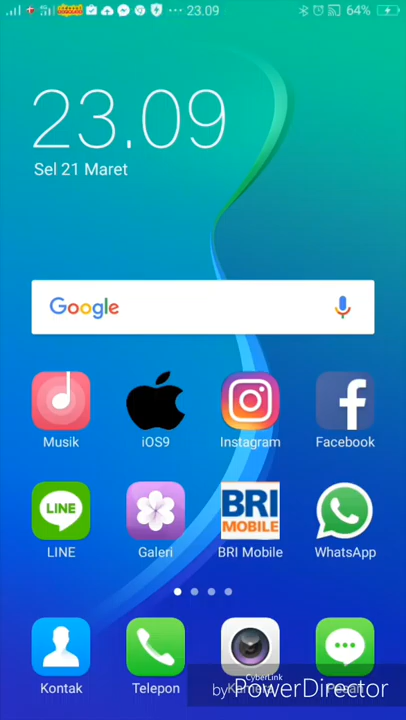 4G ... 23.09 64%
23.09
Sel 21 Maret
Google
Musik iOS9 Instagram Facebook
LINE
BRI
MOBILE
LINE Galeri BRI Mobile WhatsApp
Kontak Telepon
CyberLink
by PowerDirector